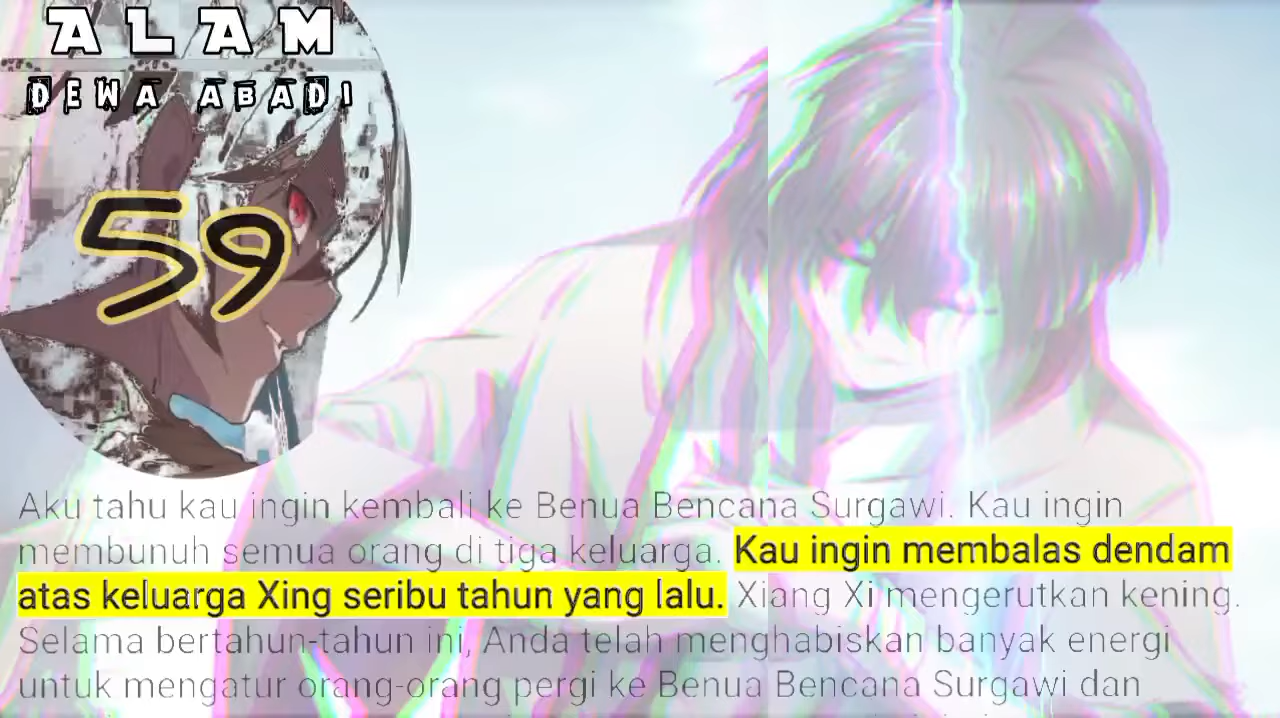 ALAM
DEWA ABADI
59
Aku tahu kau ingin kembali ke Benua Bencana Surgawi. Kau ingin
membunuh semua orang di tiga keluarga. Kau ingin membalas dendam
atas keluarga Xing seribu tahun yang lalu. Xiang Xi mengerutkan kening.
Selama bertahun-tahun ini, Anda telah menghabiskan banyak energi
untuk mengatur orang-orang pergi ke Benua Bencana Surgawi dan